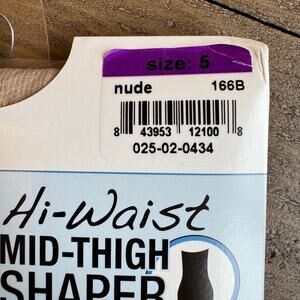 size: 5
nude 166B
8 43953 12100 8
025-02-0434
Hi-Waist
MID-THIGH
SHAPER